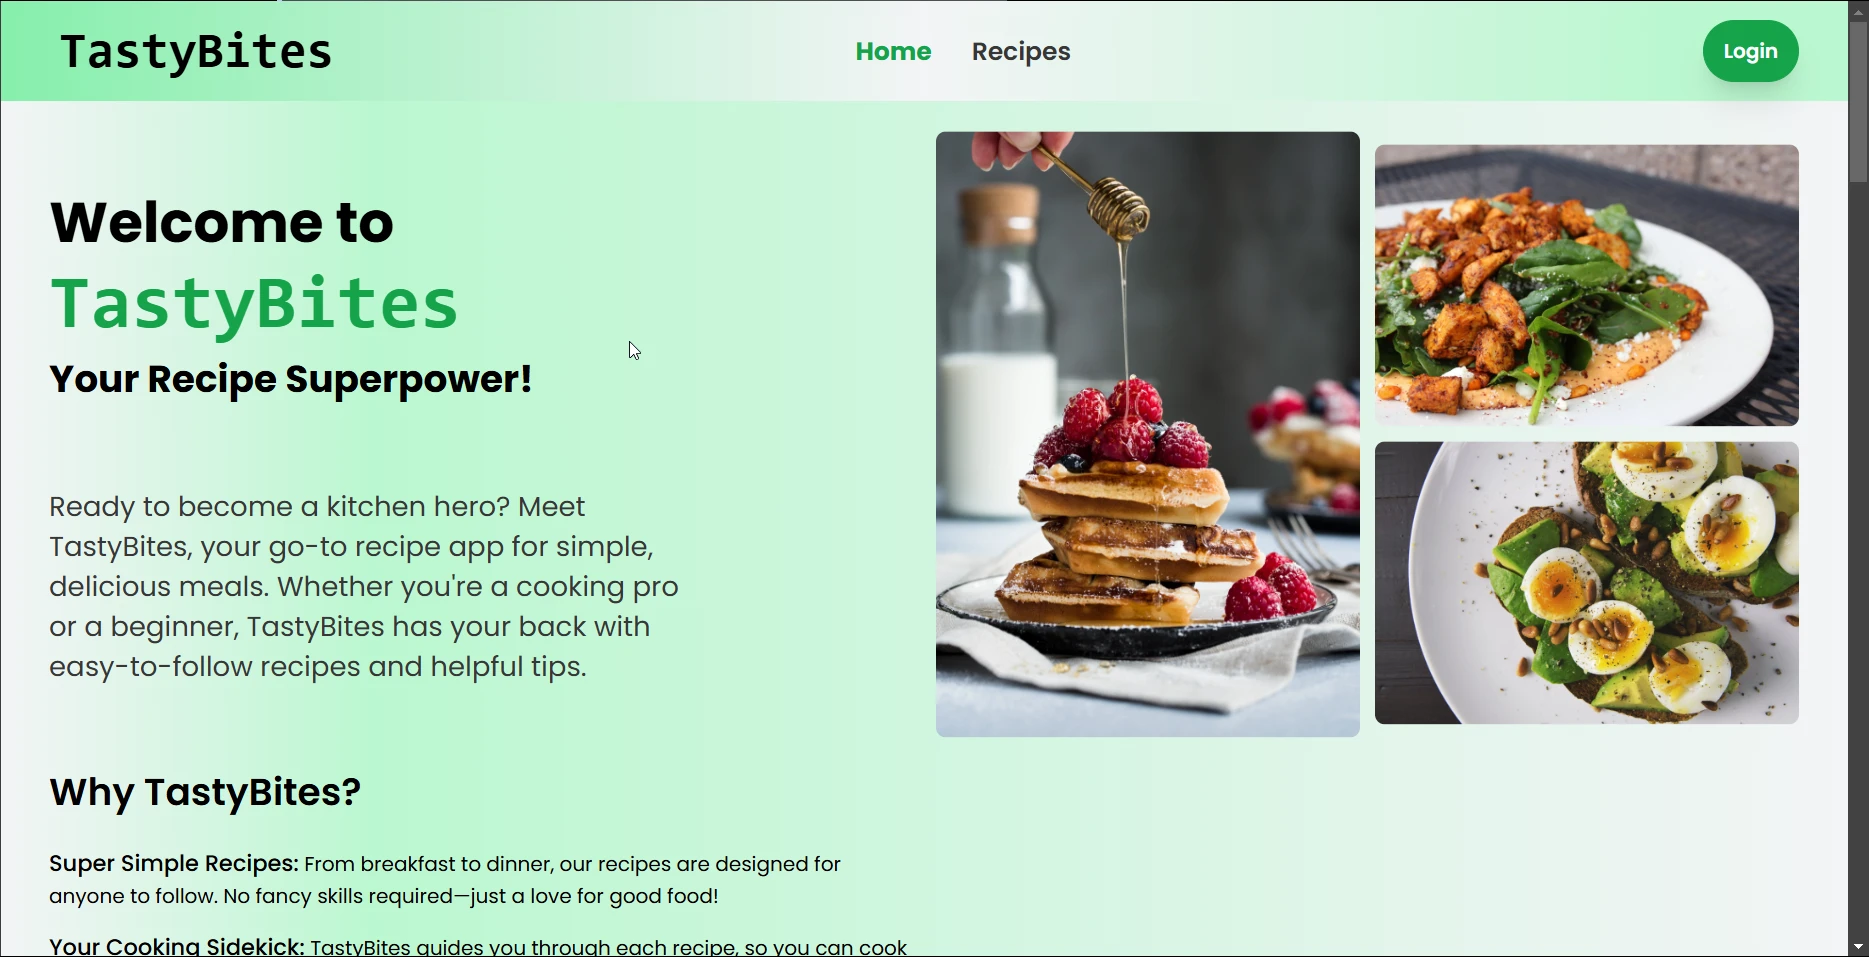 TastyBites
Home
Recipes
Login
Welcome to
TastyBites
Your Recipe Superpower!
Ready to become a kitchen hero? Meet
TastyBites, your go-to recipe app for simple,
delicious meals. Whether you're a cooking pro
or a beginner, TastyBites has your back with
easy-to-follow recipes and helpful tips.
Why TastyBites?
Super Simple Recipes: From breakfast to dinner, our recipes are designed for
anyone to follow. No fancy skills required—just a love for good food!
Your Cooking Sidekick: TastyBites guides you through each recipe, so you can cook